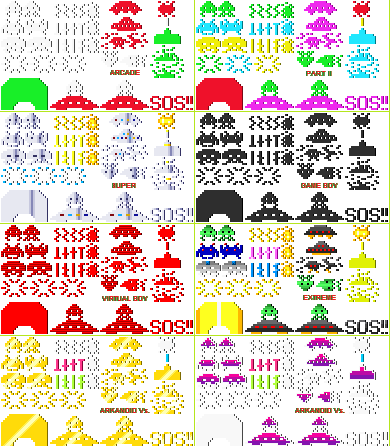 ARCADE
SOS!!
PART II
SOS!!
SUPER
SOS!!
GAME BOY
SOS!!
VIRTUAL BOY
SOS!!
EXTREME
SOS!!
ARKANOID Vs.
SOS!!
ARKANOID Vs.
SOS!!